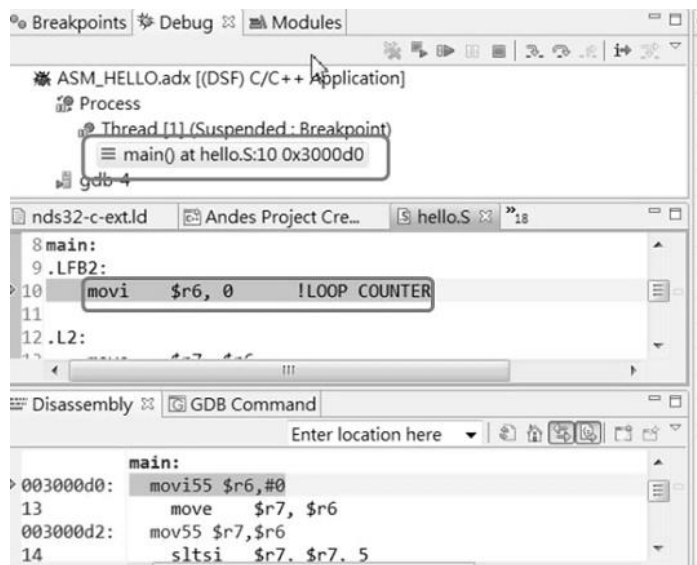 Breakpoints Debug Modules
ASM_HELLO.adx [(DSF) C/C++ Application]
Process
Thread [1] (Suspended : Breakpoint)
main() at hello.S:10 0x3000d0
gdb-4
nds32-c-ext.ld Andes Project Cre... hello.S »18
8 main:
9 .LFB2:
10 movi $r6, 0 !LOOP COUNTER
11
12 .L2:
Disassembly GDB Command
Enter location here
main:
003000d0: movi55 $r6,#0
13 move $r7, $r6
003000d2: mov55 $r7,$r6
14 sltsi $r7, $r7, 5